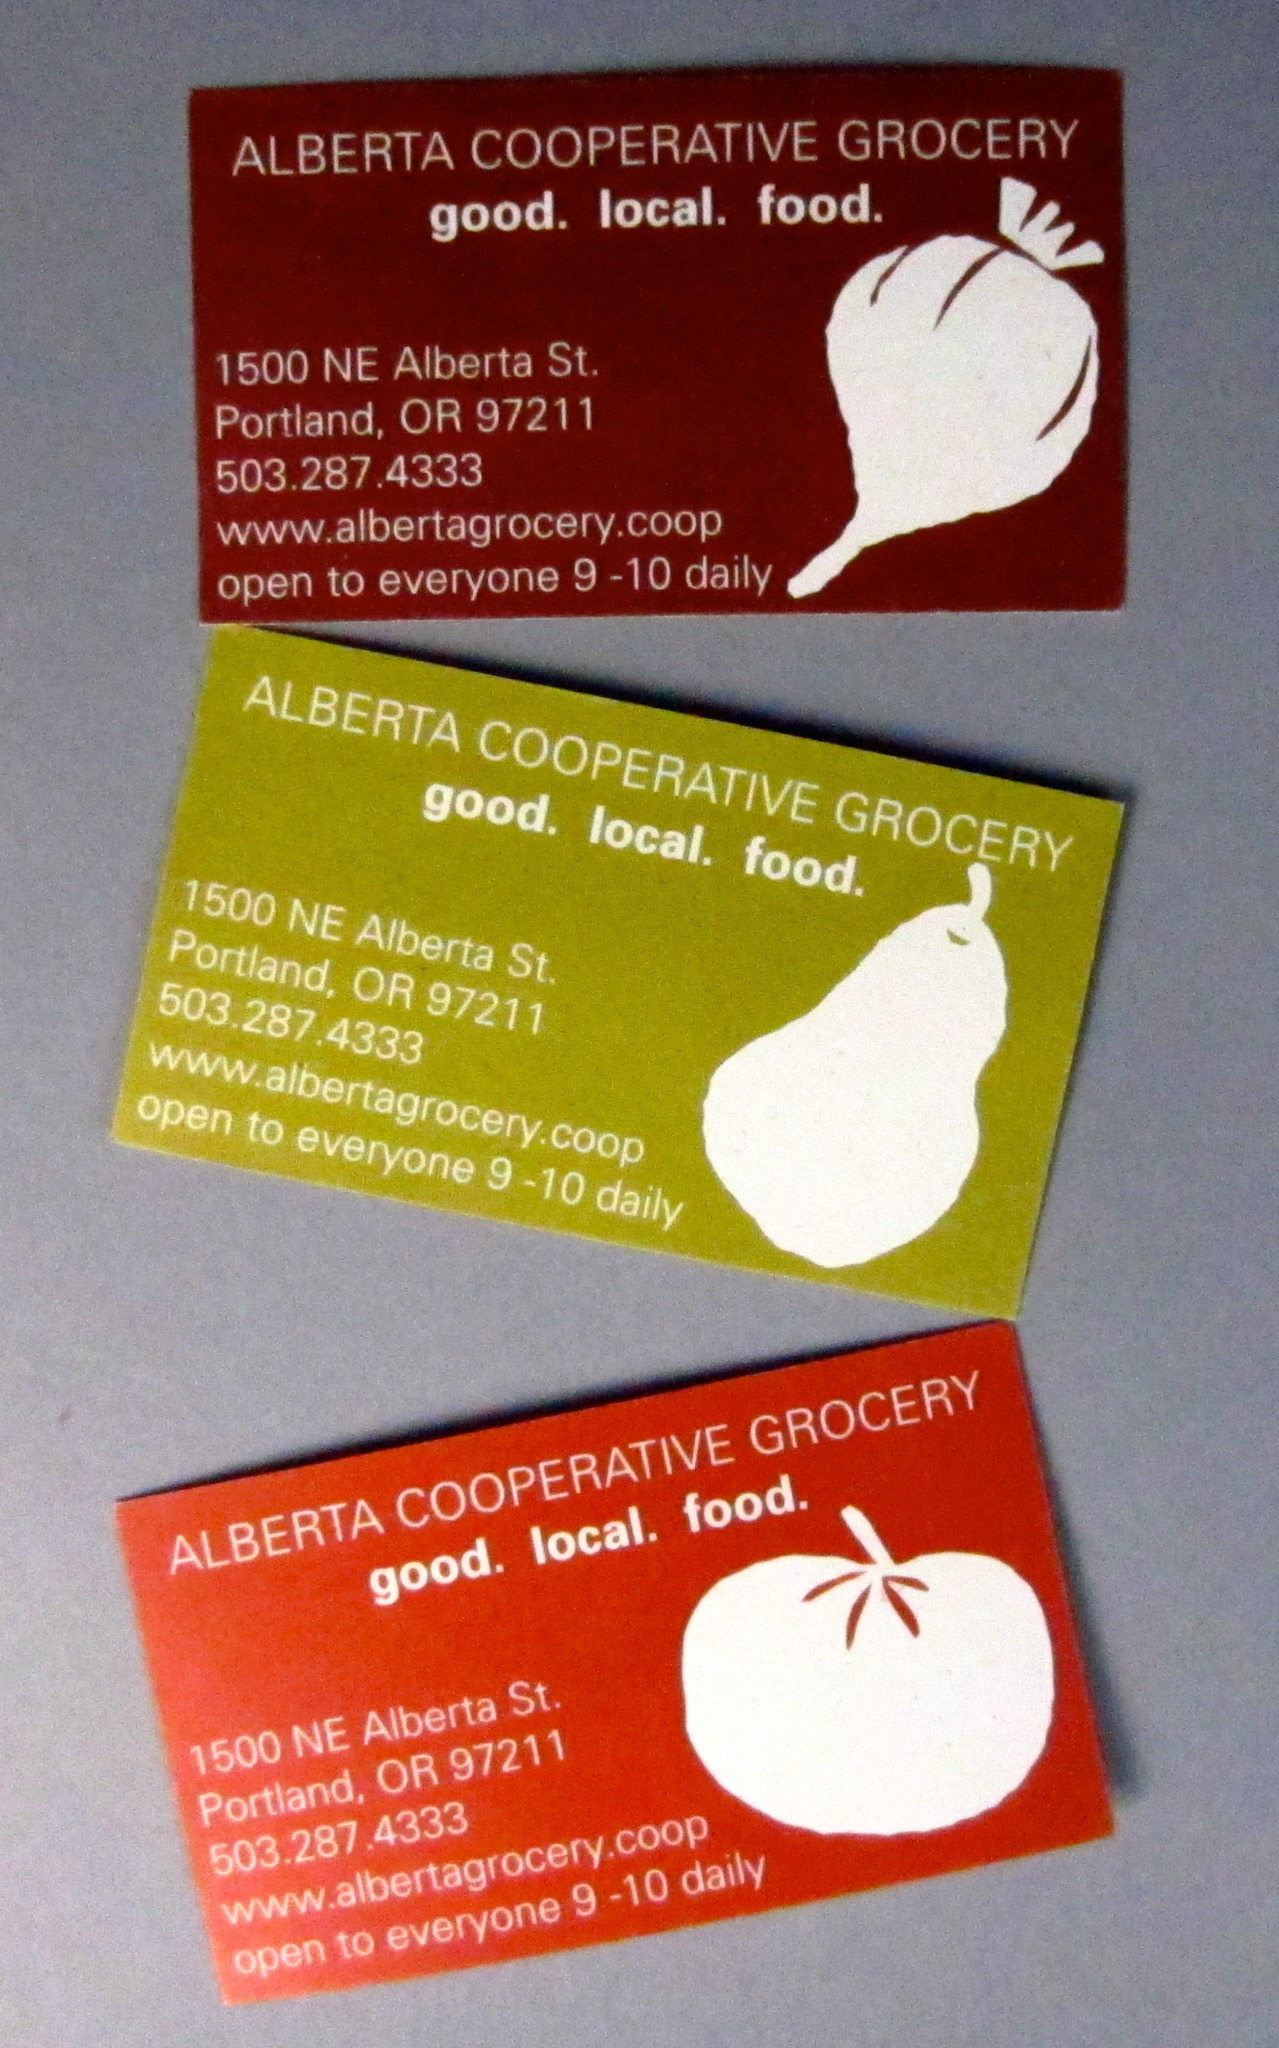 ALBERTA COOPERATIVE GROCERY
good. local. food.
1500 NE Alberta St.
Portland, OR 97211
503.287.4333
www.albertagrocery.coop
open to everyone 9 -10 daily
ALBERTA COOPERATIVE GROCERY
good. local. food.
1500 NE Alberta St.
Portland, OR 97211
503.287.4333
www.albertagrocery.coop
open to everyone 9 -10 daily
ALBERTA COOPERATIVE GROCERY
good. local. food.
1500 NE Alberta St.
Portland, OR 97211
503.287.4333
www.albertagrocery.coop
open to everyone 9 -10 daily